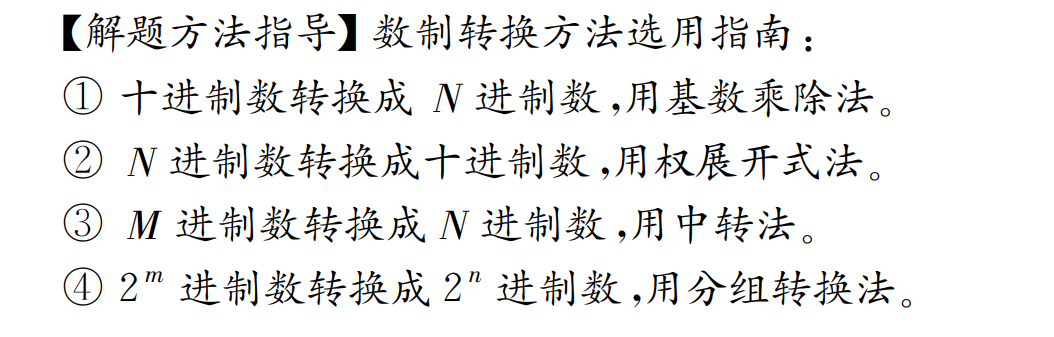 【解题方法指导】数制转换方法选用指南：
① 十进制数转换成 N 进制数,用基数乘除法。
② N 进制数转换成十进制数,用权展开式法。
③ M 进制数转换成 N 进制数,用中转法。
④ 2ᵐ 进制数转换成 2ⁿ 进制数,用分组转换法。